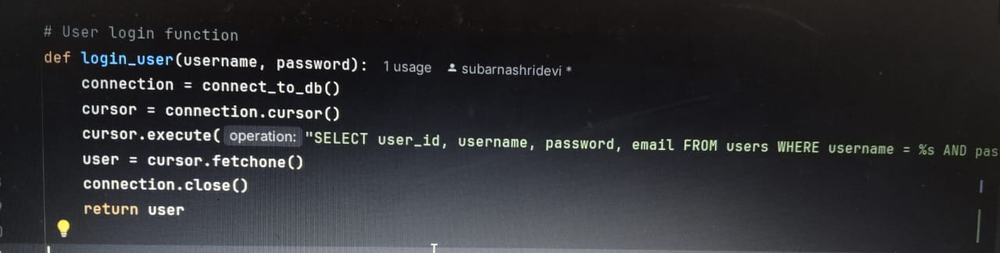 # User login function
def login_user(username, password): 1 usage subarnashridevi *
connection = connect_to_db()
cursor = connection.cursor()
cursor.execute( operation: "SELECT user_id, username, password, email FROM users WHERE username = %s AND pas
user = cursor.fetchone()
connection.close()
return user